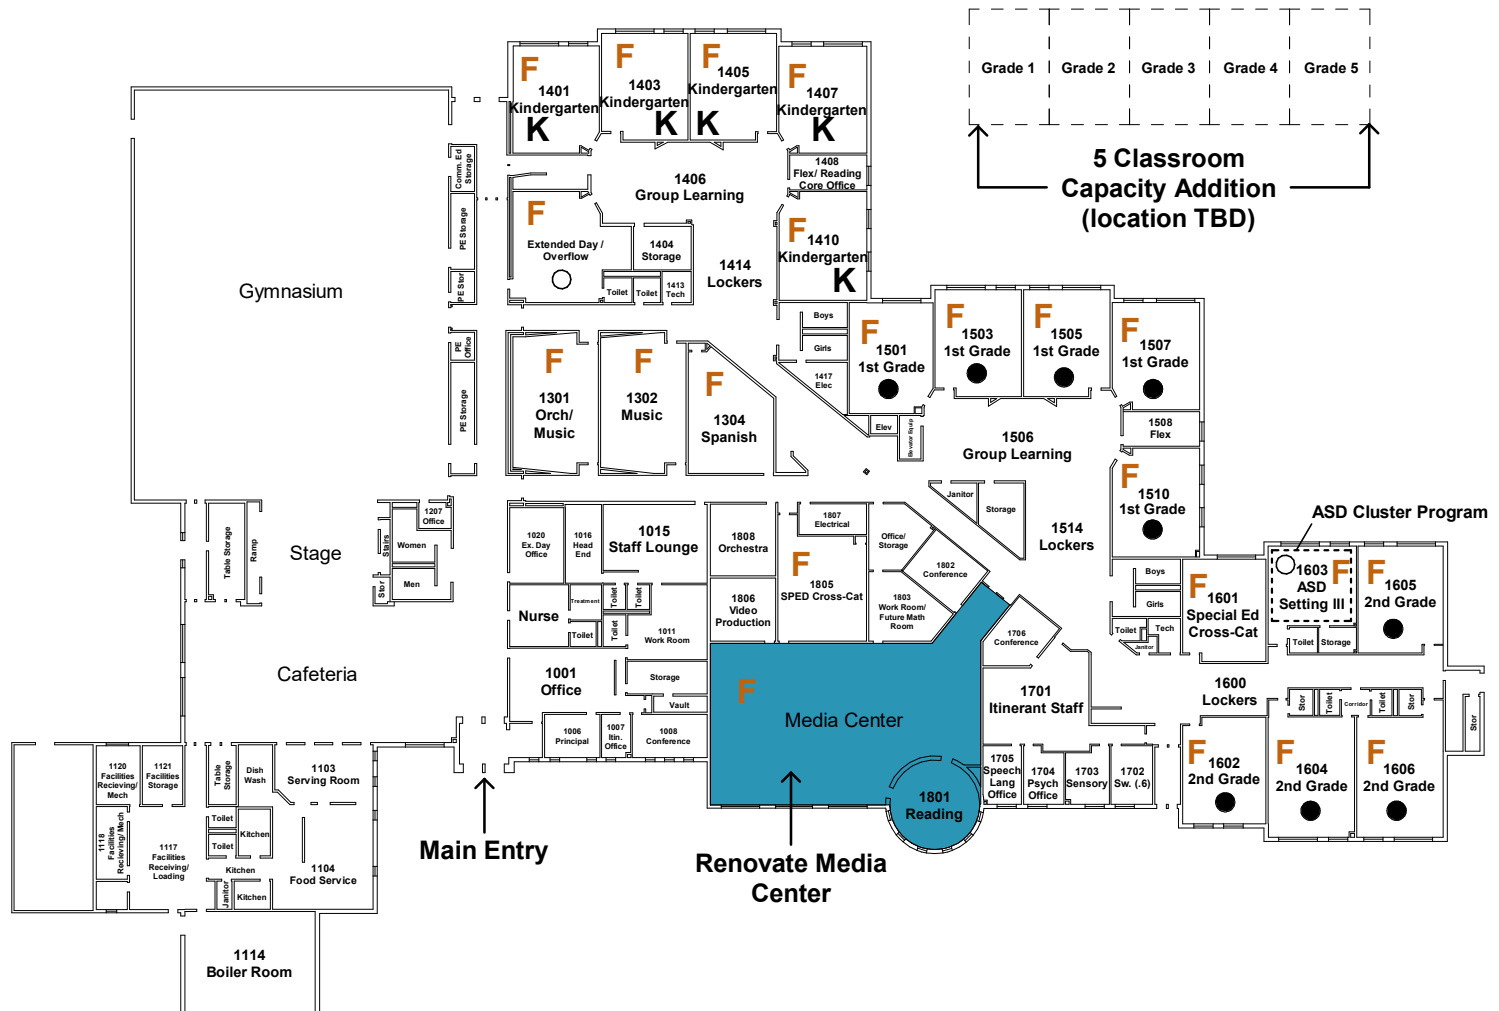 Grade 1
Grade 2
Grade 3
Grade 4
Grade 5
5 Classroom
Capacity Addition
(location TBD)
F
1401
Kindergarten
K
F
1403
Kindergarten
K
F
1405
Kindergarten
K
F
1407
Kindergarten
K
1408
Flex/ Reading
Core Office
1406
Group Learning
F
1410
Kindergarten
K
F
Extended Day /
Overflow
1404
Storage
Toilet
Toilet
1413
Tech
1414
Lockers
Comm. Ed
Storage
PE Storage
PE Stor
PE
Office
PE Storage
Gymnasium
F
1301
Orch/
Music
F
1302
Music
F
1304
Spanish
Boys
Girls
1417
Elec
Elev
Elevator Equip
F
1501
1st Grade
F
1503
1st Grade
F
1505
1st Grade
F
1507
1st Grade
1508
Flex
1506
Group Learning
F
1510
1st Grade
Janitor
Storage
1514
Lockers
ASD Cluster Program
Table Storage
Ramp
Stage
Stairs
Stor
1207
Office
Women
Men
1020
Ex. Day
Office
1016
Head
End
1015
Staff Lounge
1808
Orchestra
1807
Electrical
F
1805
SPED Cross-Cat
Office/
Storage
1802
Conference
1803
Work Room/
Future Math
Room
1806
Video
Production
Nurse
Treatment
Toilet
Toilet
Toilet
Toilet
1011
Work Room
Boys
Girls
Toilet
Tech
Janitor
F
1601
Special Ed
Cross-Cat
F
1603
ASD
Setting III
Toilet
Storage
F
1605
2nd Grade
1706
Conference
Cafeteria
1001
Office
Storage
Vault
1006
Principal
1007
Itin.
Office
1008
Conference
F
Media Center
1701
Itinerant Staff
1600
Lockers
Stor
Toilet
Corridor
Toilet
Stor
Stor
1705
Speech
Lang
Office
1704
Psych
Office
1703
Sensory
1702
Sw. (.6)
F
1602
2nd Grade
F
1604
2nd Grade
F
1606
2nd Grade
1801
Reading
1120
Facilities
Recieving/
Mech
1121
Facilities
Storage
Table
Storage
Dish
Wash
1103
Serving Room
1118
Facilities
Recieving/ Mech
1117
Facilities
Receiving/
Loading
Toilet
Toilet
Kitchen
Kitchen
Janitor
Kitchen
1104
Food Service
Main Entry
Renovate Media
Center
1114
Boiler Room